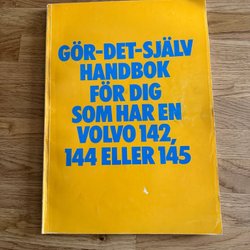 GÖR-DET-SJÄLV
HANDBOK
FÖR DIG
SOM HAR EN
VOLVO 142,
144 ELLER 145